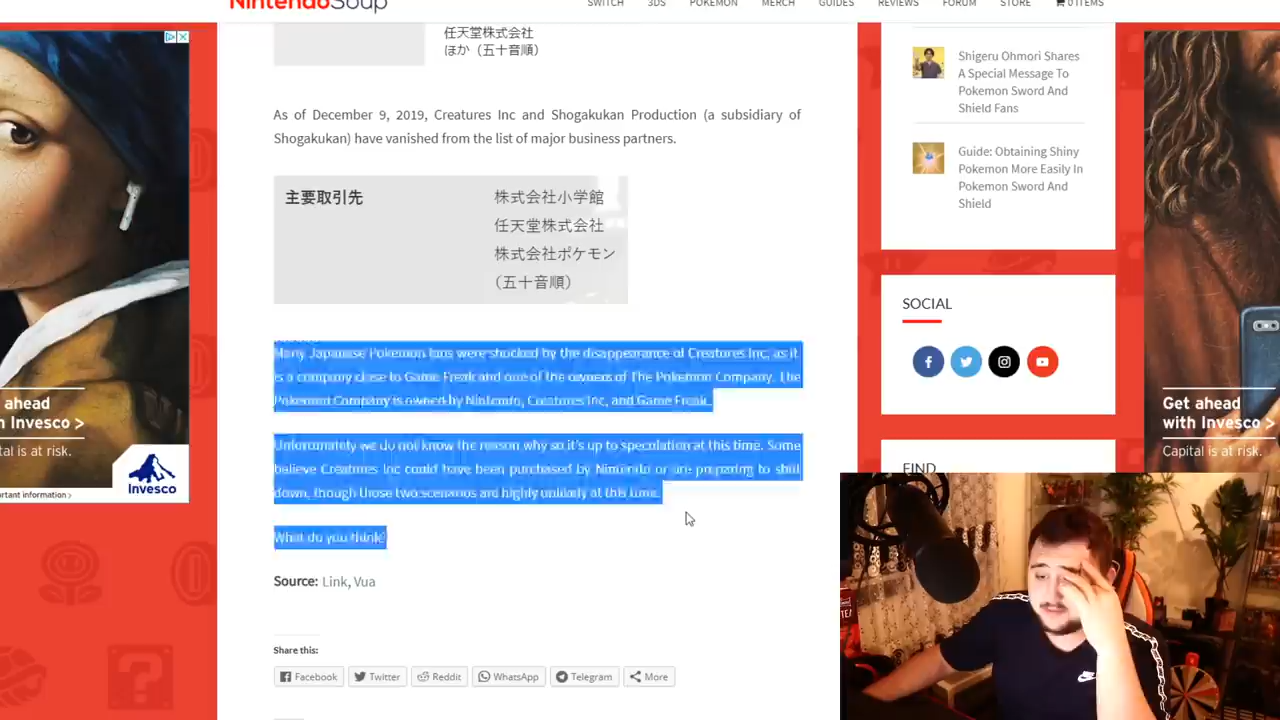 NintendoSoup
SWITCH 3DS POKEMON MERCH GUIDES REVIEWS FORUM STORE 0 ITEMS
任天堂株式会社
ほか（五十音順）
As of December 9, 2019, Creatures Inc and Shogakukan Production (a subsidiary of
Shogakukan) have vanished from the list of major business partners.
主要取引先
株式会社小学館
任天堂株式会社
株式会社ポケモン
（五十音順）
Many Japanese Pokemon fans were shocked by the disappearance of Creatures Inc, as it
is a company close to Game Freak and one of the owners of The Pokemon Company. The
Pokemon Company is owned by Nintendo, Creatures Inc, and Game Freak.
Unfortunately we do not know the reason why so it's up to speculation at this time. Some
believe Creatures Inc could have been purchased by Nintendo or are preparing to shut
down, though those two scenarios are highly unlikely at this time.
What do you think?
Source: Link, Vua
Share this:
Facebook Twitter Reddit WhatsApp Telegram More
Shigeru Ohmori Shares
A Special Message To
Pokemon Sword And
Shield Fans
Guide: Obtaining Shiny
Pokemon More Easily In
Pokemon Sword And
Shield
SOCIAL
FIND
ahead
h Invesco >
tal is at risk.
Invesco
ortant information >
Get ahead
with Invesco >
Capital is at risk.